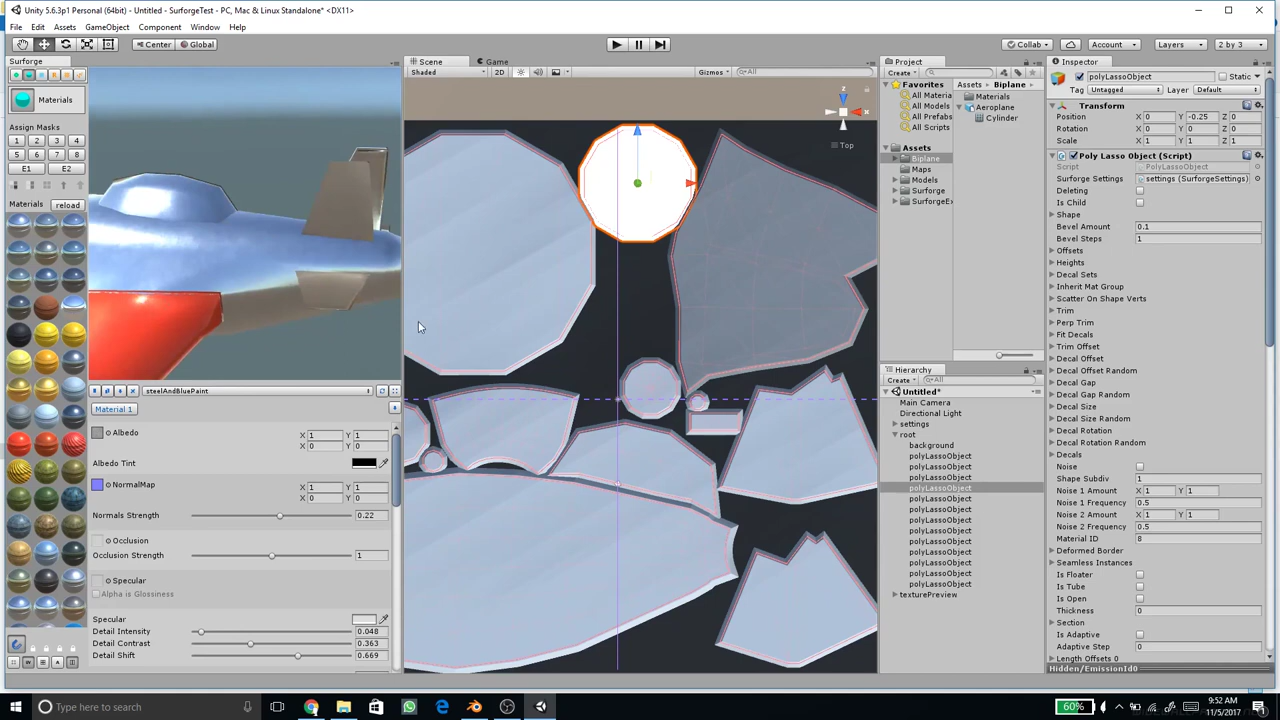 Unity 5.6.3p1 Personal (64bit) - Untitled - SurforgeTest - PC, Mac & Linux Standalone* <DX11>
File Edit Assets GameObject Component Window Help
Center Global
Collab Account Layers 2 by 3
Surforge
Materials
Assign Masks
1 2 3 4
5 6 7 8
E1 E2
Materials reload
steelAndBluePaint
Material 1
Albedo X 1 Y 1
X 0 Y 0
Albedo Tint
NormalMap X 1 Y 1
X 0 Y 0
Normals Strength 0.22
Occlusion
Occlusion Strength 1
Specular
Alpha is Glossiness
Specular
Detail Intensity 0.048
Detail Contrast 0.363
Detail Shift 0.669
Scene Game
Shaded 2D Gizmos All
z
x
Top
Project
Create
Favorites
All Materia
All Models
All Prefabs
All Scripts
Assets
Biplane
Maps
Models
Surforge
SurforgeEx
Assets Biplane
Materials
Aeroplane
Cylinder
Hierarchy
Create All
Untitled*
Main Camera
Directional Light
settings
root
background
polyLassoObject
polyLassoObject
polyLassoObject
polyLassoObject
polyLassoObject
polyLassoObject
polyLassoObject
polyLassoObject
polyLassoObject
polyLassoObject
polyLassoObject
polyLassoObject
polyLassoObject
texturePreview
Inspector
polyLassoObject Static
Tag Untagged Layer Default
Transform
Position X 0 Y -0.25 Z 0
Rotation X 0 Y 0 Z 0
Scale X 1 Y 1 Z 1
Poly Lasso Object (Script)
Script PolyLassoObject
Surforge Settings settings (SurforgeSettings)
Deleting
Is Child
Shape
Bevel Amount 0.1
Bevel Steps 1
Offsets
Heights
Decal Sets
Inherit Mat Group
Scatter On Shape Verts
Trim
Perp Trim
Fit Decals
Trim Offset
Decal Offset
Decal Offset Random
Decal Gap
Decal Gap Random
Decal Size
Decal Size Random
Decal Rotation
Decal Rotation Random
Decals
Noise
Shape Subdiv 1
Noise 1 Amount X 1 Y 1
Noise 1 Frequency 0.5
Noise 2 Amount X 1 Y 1
Noise 2 Frequency 0.5
Material ID 8
Deformed Border
Seamless Instances
Is Floater
Is Tube
Is Open
Thickness 0
Section
Is Adaptive
Adaptive Step 0
Length Offsets 0
Hidden/EmissionId0
Type here to search
60%
9:52 AM
11/5/2017